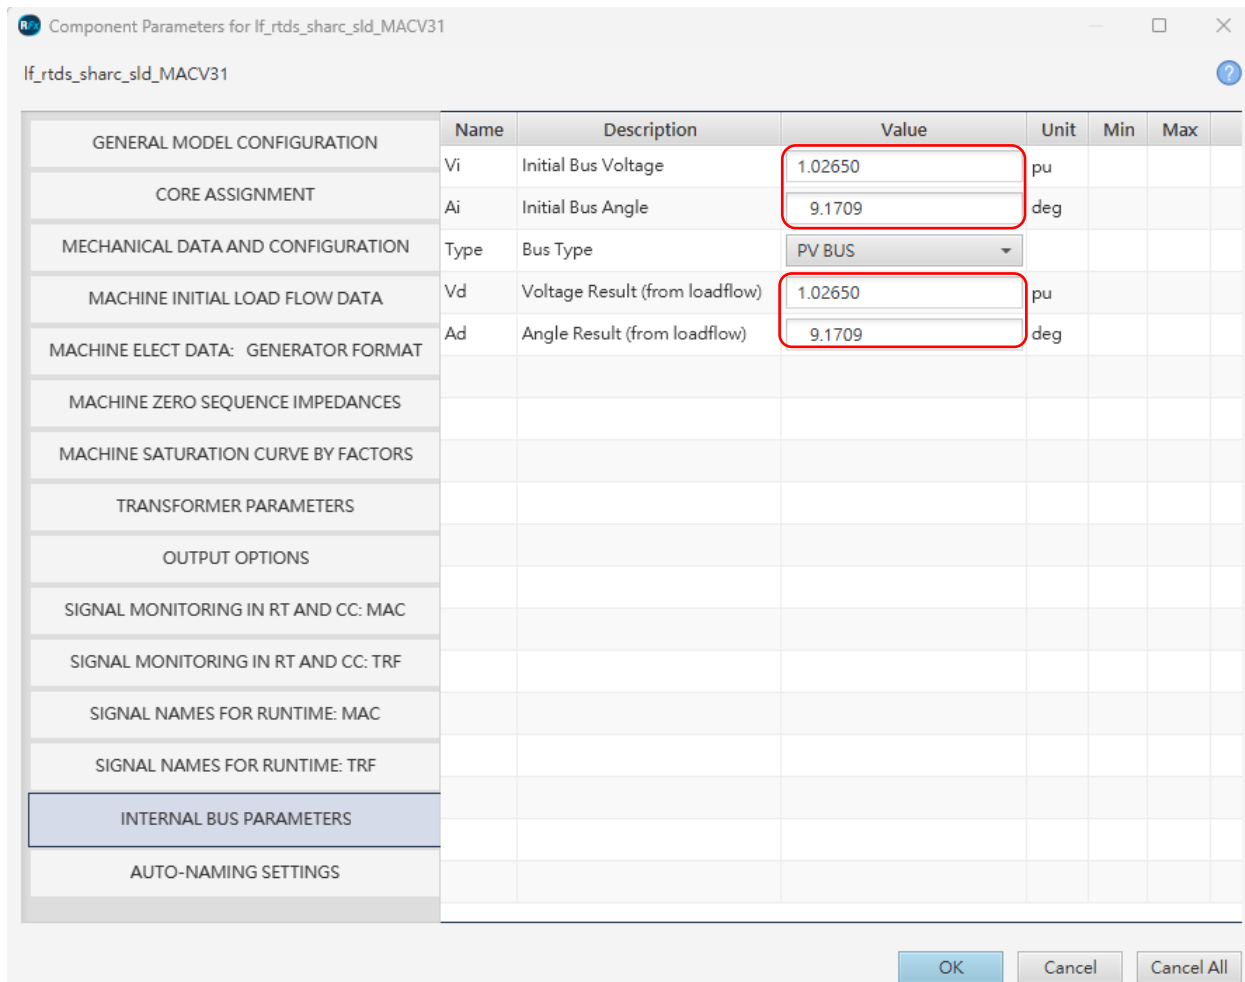 RFX Component Parameters for lf_rtds_sharc_sld_MACV31
lf_rtds_sharc_sld_MACV31
?
GENERAL MODEL CONFIGURATION
CORE ASSIGNMENT
MECHANICAL DATA AND CONFIGURATION
MACHINE INITIAL LOAD FLOW DATA
MACHINE ELECT DATA: GENERATOR FORMAT
MACHINE ZERO SEQUENCE IMPEDANCES
MACHINE SATURATION CURVE BY FACTORS
TRANSFORMER PARAMETERS
OUTPUT OPTIONS
SIGNAL MONITORING IN RT AND CC: MAC
SIGNAL MONITORING IN RT AND CC: TRF
SIGNAL NAMES FOR RUNTIME: MAC
SIGNAL NAMES FOR RUNTIME: TRF
INTERNAL BUS PARAMETERS
AUTO-NAMING SETTINGS
Name Description Value Unit Min Max
Vi Initial Bus Voltage 1.02650 pu
Ai Initial Bus Angle 9.1709 deg
Type Bus Type PV BUS
Vd Voltage Result (from loadflow) 1.02650 pu
Ad Angle Result (from loadflow) 9.1709 deg
OK Cancel Cancel All